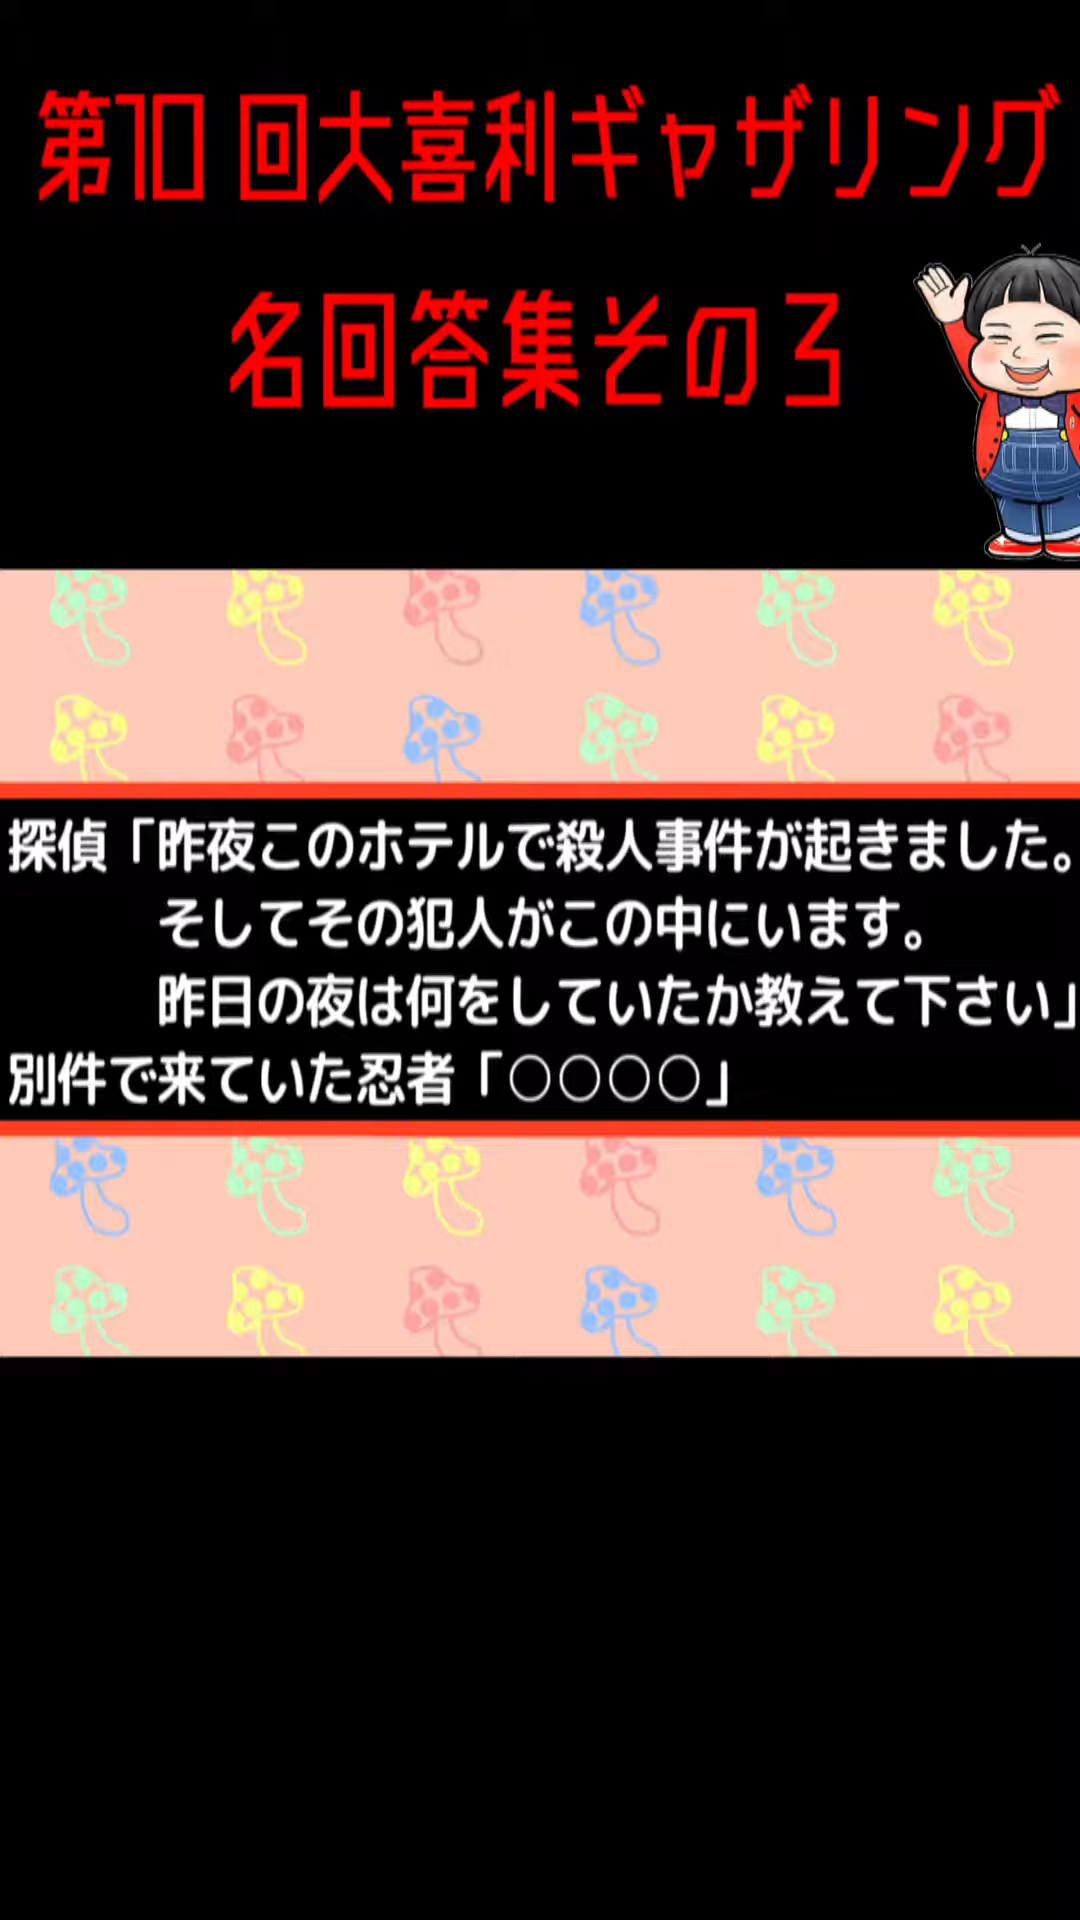 第10回大喜利ギャザリング
名回答集その3
探偵「昨夜このホテルで殺人事件が起きました。
そしてその犯人がこの中にいます。
昨日の夜は何をしていたか教えて下さい」
別件で来ていた忍者「○○○○」